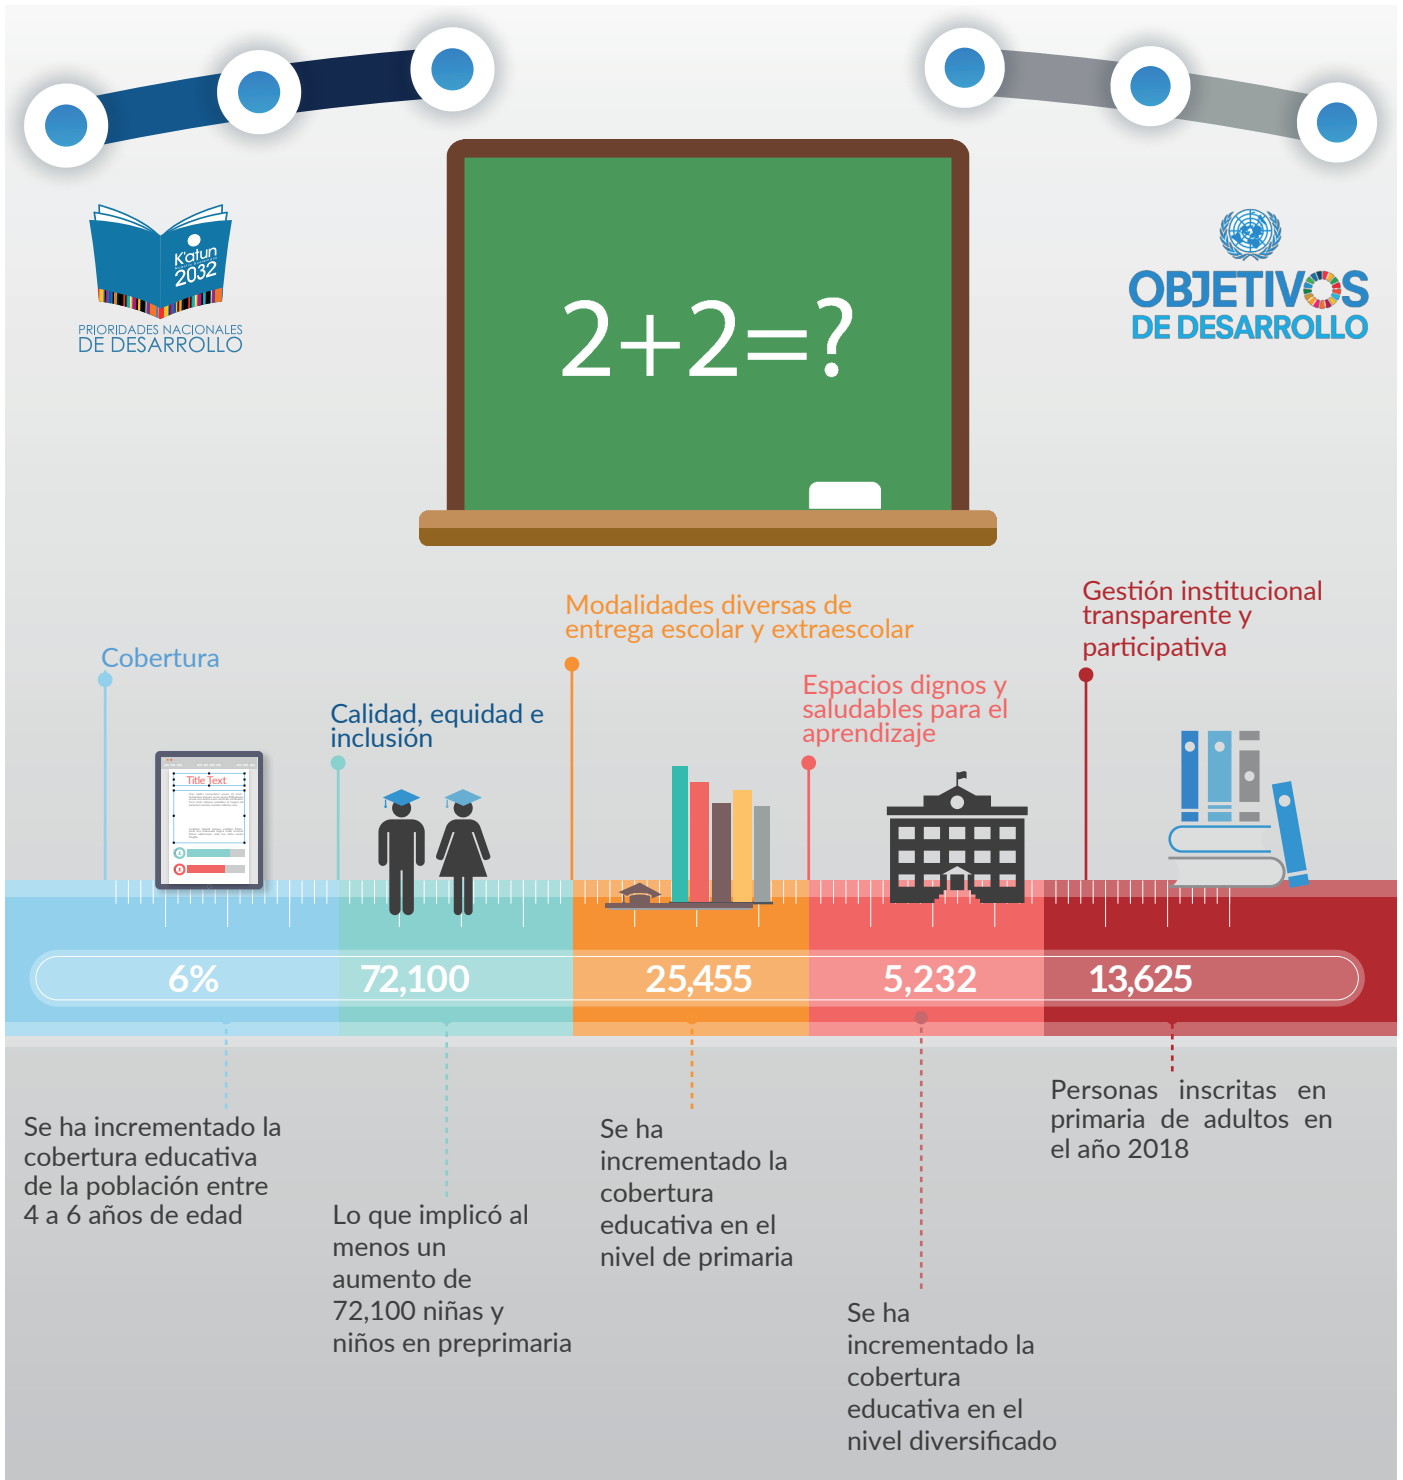 K'atun
2032
PRIORIDADES NACIONALES
DE DESARROLLO
OBJETIVOS
DE DESARROLLO
2+2=?
Cobertura
Calidad, equidad e
inclusión
Modalidades diversas de
entrega escolar y extraescolar
Espacios dignos y
saludables para el
aprendizaje
Gestión institucional
transparente y
participativa
Title Text
6%
72,100
25,455
5,232
13,625
Se ha incrementado la
cobertura educativa
de la población entre
4 a 6 años de edad
Lo que implicó al
menos un
aumento de
72,100 niñas y
niños en preprimaria
Se ha
incrementado la
cobertura
educativa en el
nivel de primaria
Se ha
incrementado la
cobertura
educativa en el
nivel diversificado
Personas inscritas en
primaria de adultos en
el año 2018